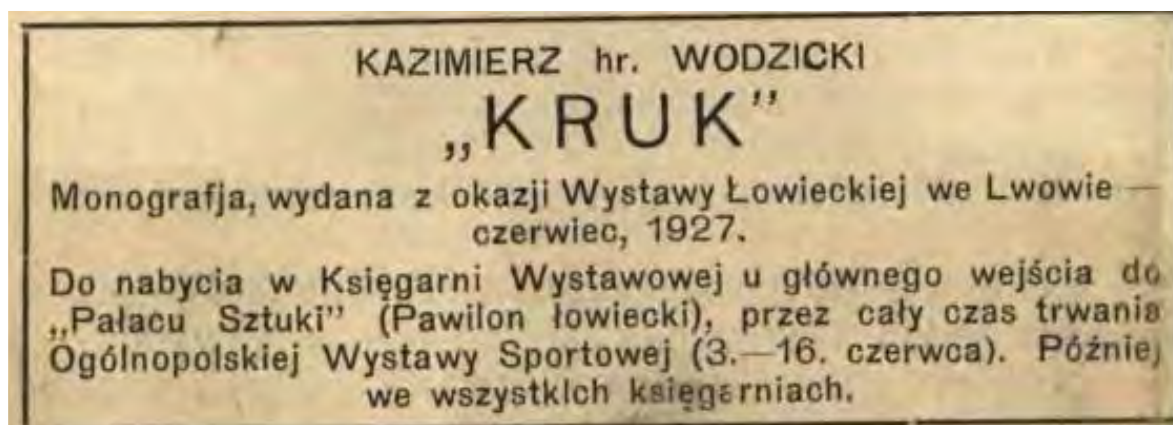 KAZIMIERZ hr. WODZICKI
„KRUK”
Monografja, wydana z okazji Wystawy Łowieckiej we Lwowie —
czerwiec, 1927.
Do nabycia w Księgarni Wystawowej u głównego wejścia do
„Pałacu Sztuki” (Pawilon łowiecki), przez cały czas trwania
Ogólnopolskiej Wystawy Sportowej (3.—16. czerwca). Później
we wszystkich księgarniach.